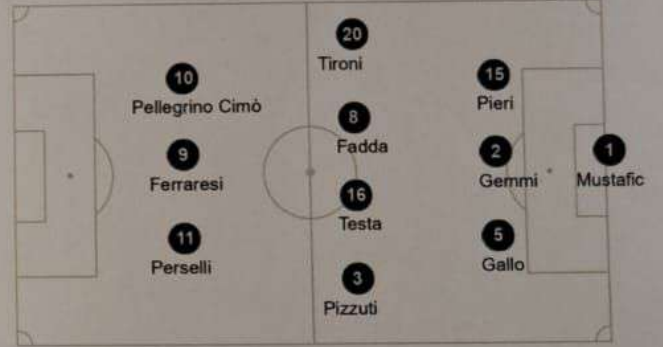 20
Tironi
10
Pellegrino Cimò
15
Pieri
8
Fadda
9
Ferraresi
2
Gemmi
1
Mustafic
16
Testa
11
Perselli
5
Gallo
3
Pizzuti